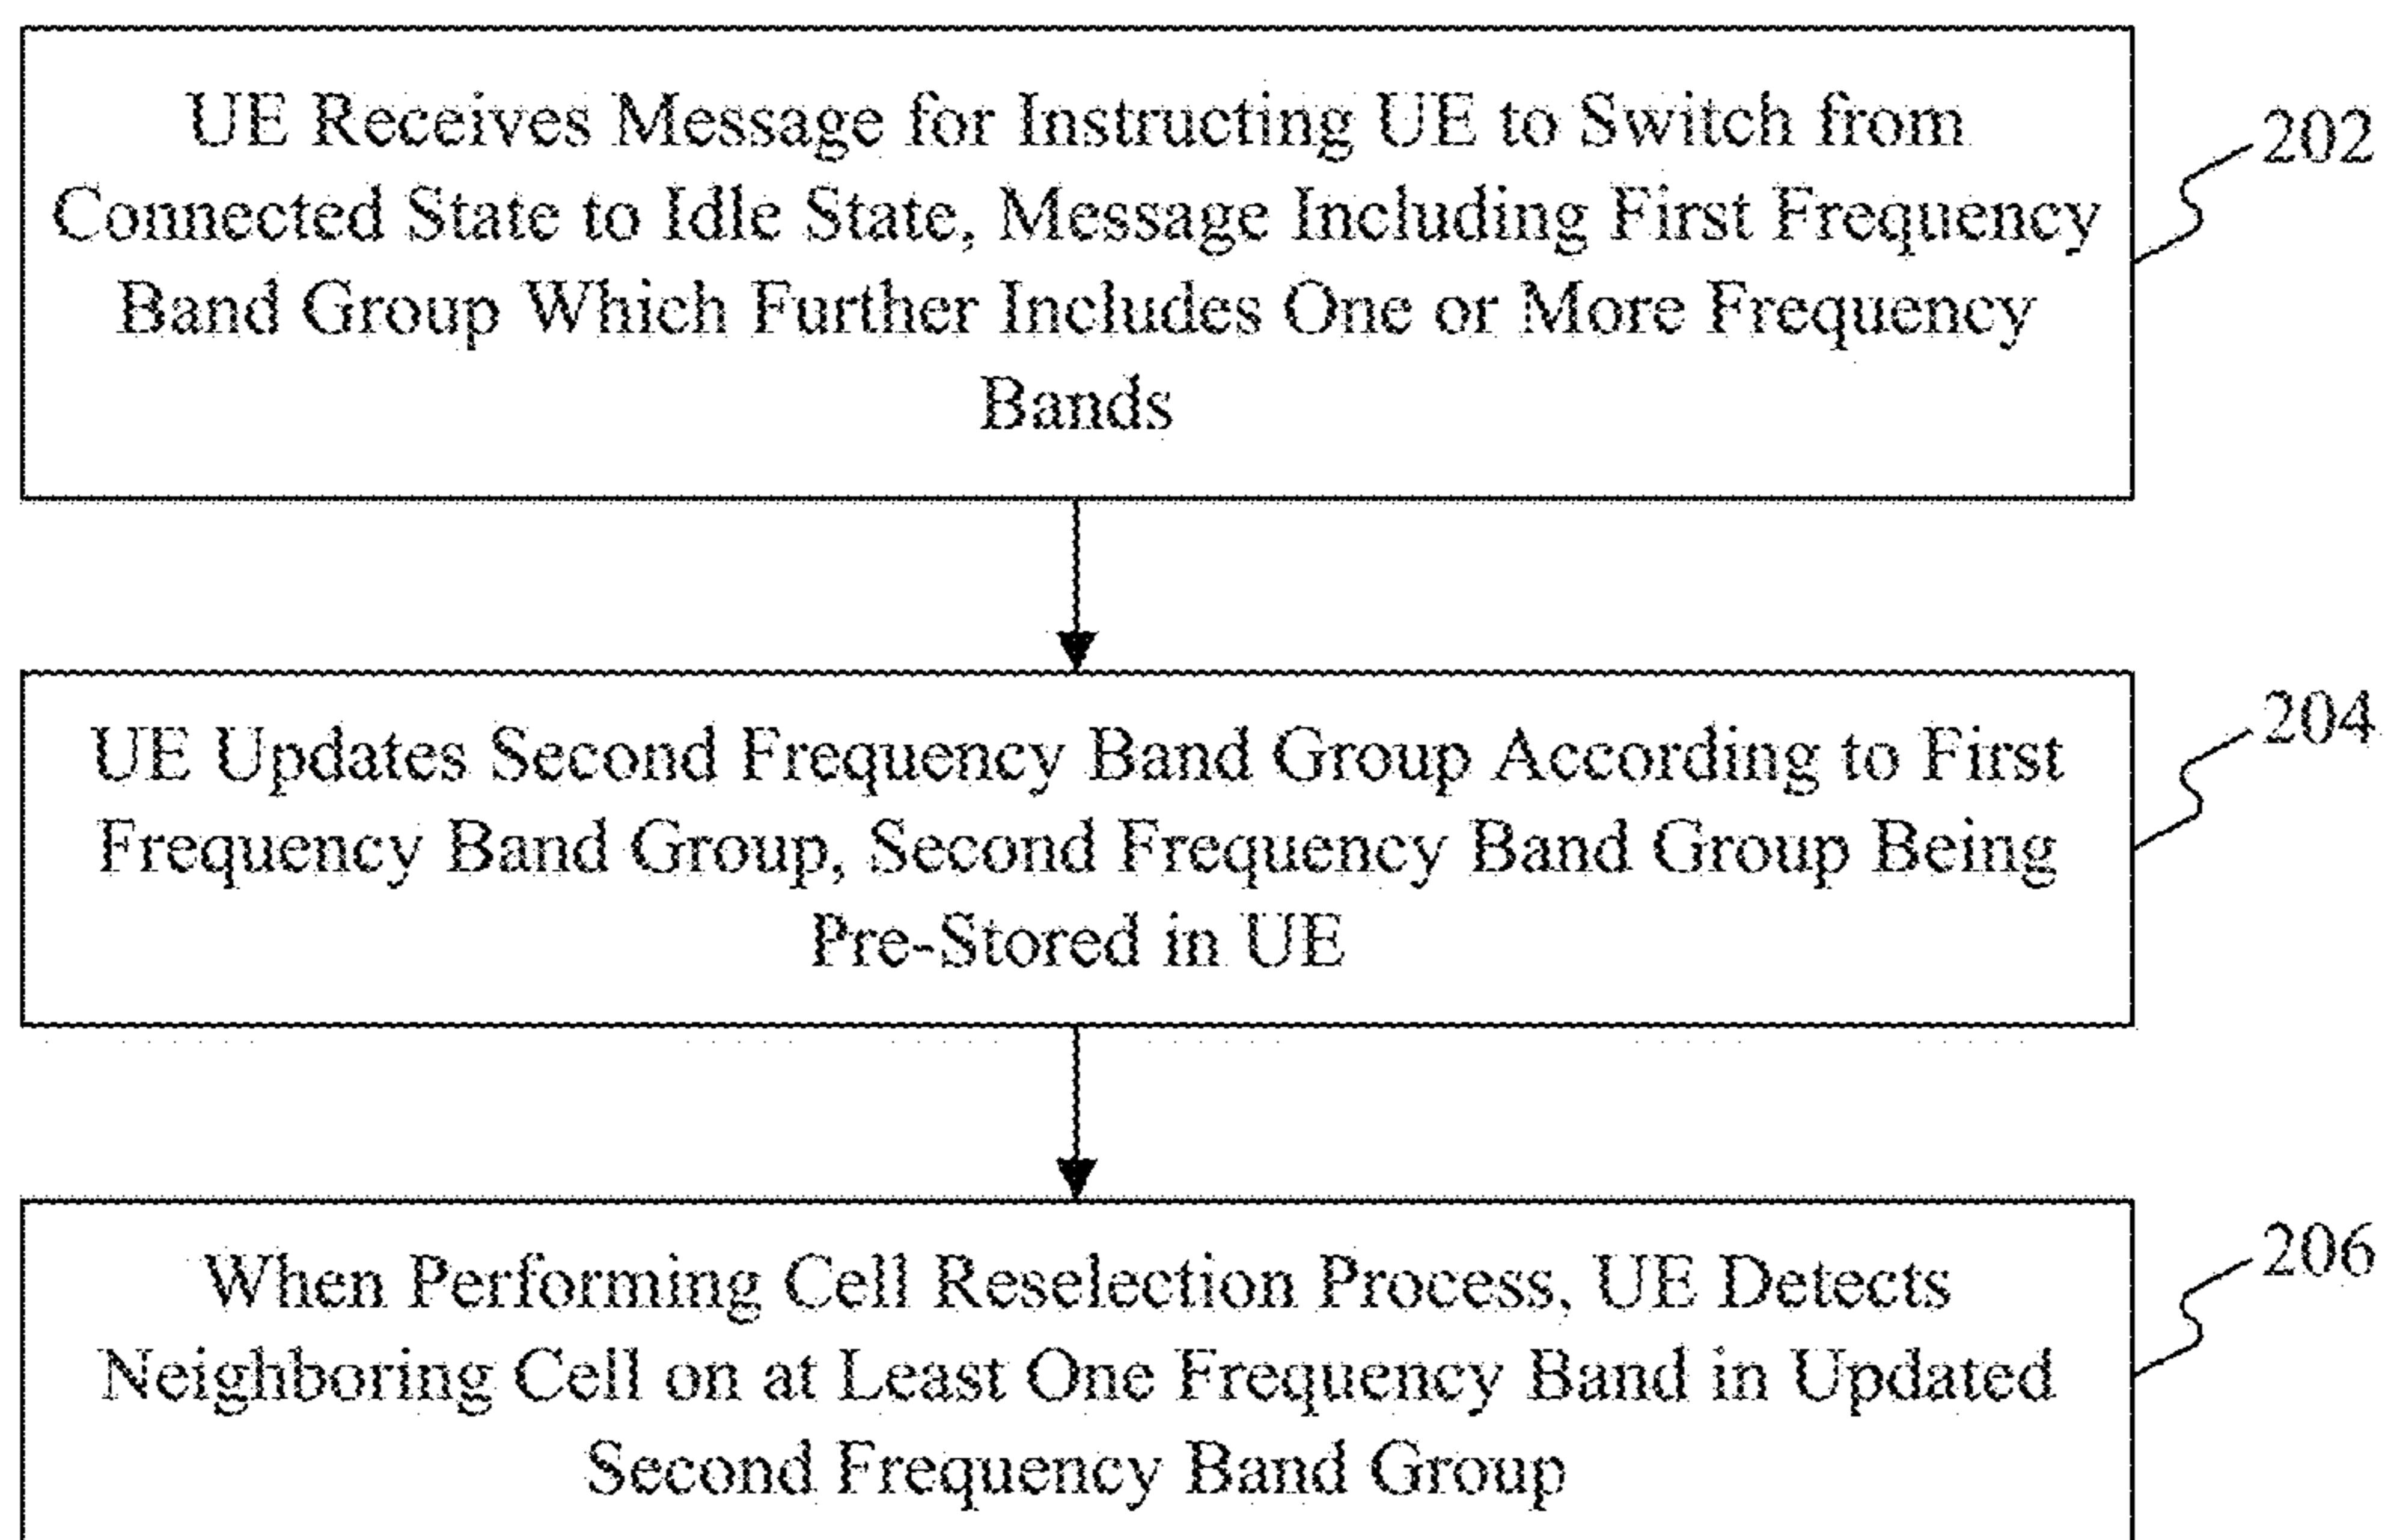 UE Receives Message for Instructing UE to Switch from
Connected State to Idle State, Message Including First Frequency
Band Group Which Further Includes One or More Frequency
Bands
202
UE Updates Second Frequency Band Group According to First
Frequency Band Group, Second Frequency Band Group Being
Pre-Stored in UE
204
When Performing Cell Reselection Process, UE Detects
Neighboring Cell on at Least One Frequency Band in Updated
Second Frequency Band Group
206